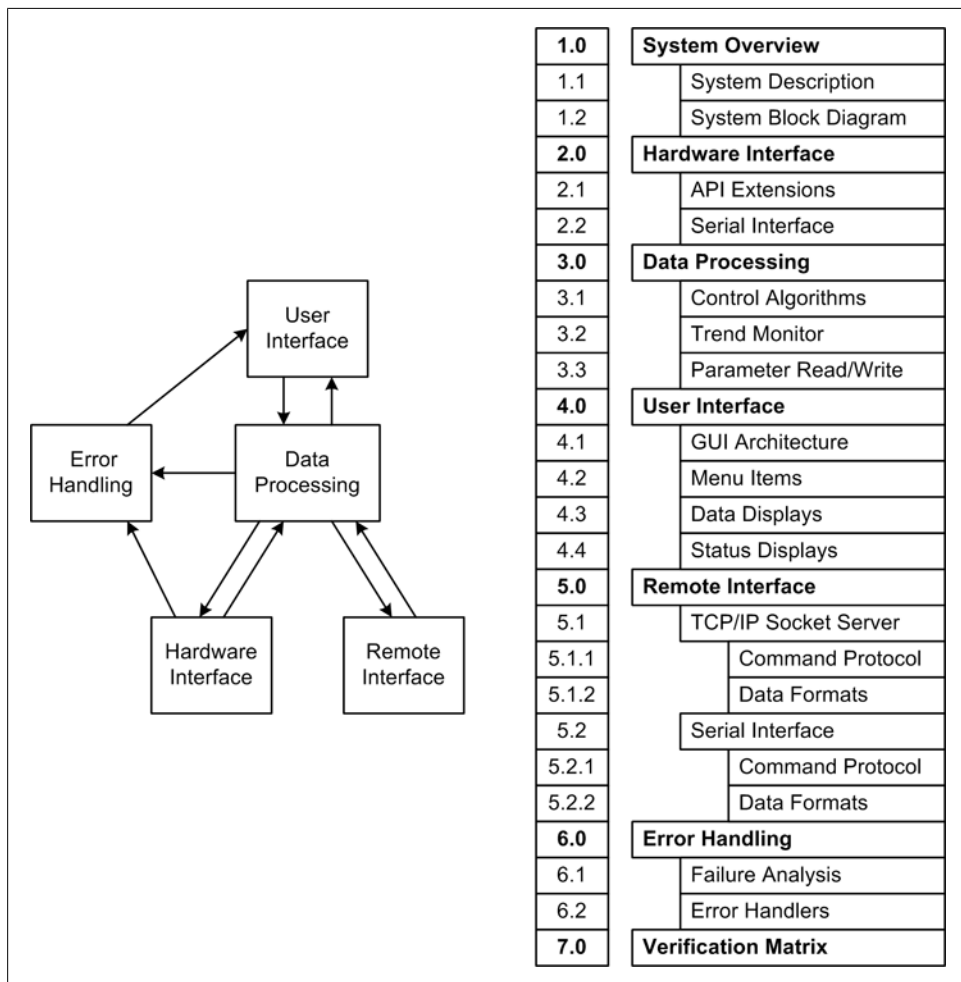 User
Interface
Error
Handling
Data
Processing
Hardware
Interface
Remote
Interface
1.0 System Overview
1.1 System Description
1.2 System Block Diagram
2.0 Hardware Interface
2.1 API Extensions
2.2 Serial Interface
3.0 Data Processing
3.1 Control Algorithms
3.2 Trend Monitor
3.3 Parameter Read/Write
4.0 User Interface
4.1 GUI Architecture
4.2 Menu Items
4.3 Data Displays
4.4 Status Displays
5.0 Remote Interface
5.1 TCP/IP Socket Server
5.1.1 Command Protocol
5.1.2 Data Formats
5.2 Serial Interface
5.2.1 Command Protocol
5.2.2 Data Formats
6.0 Error Handling
6.1 Failure Analysis
6.2 Error Handlers
7.0 Verification Matrix